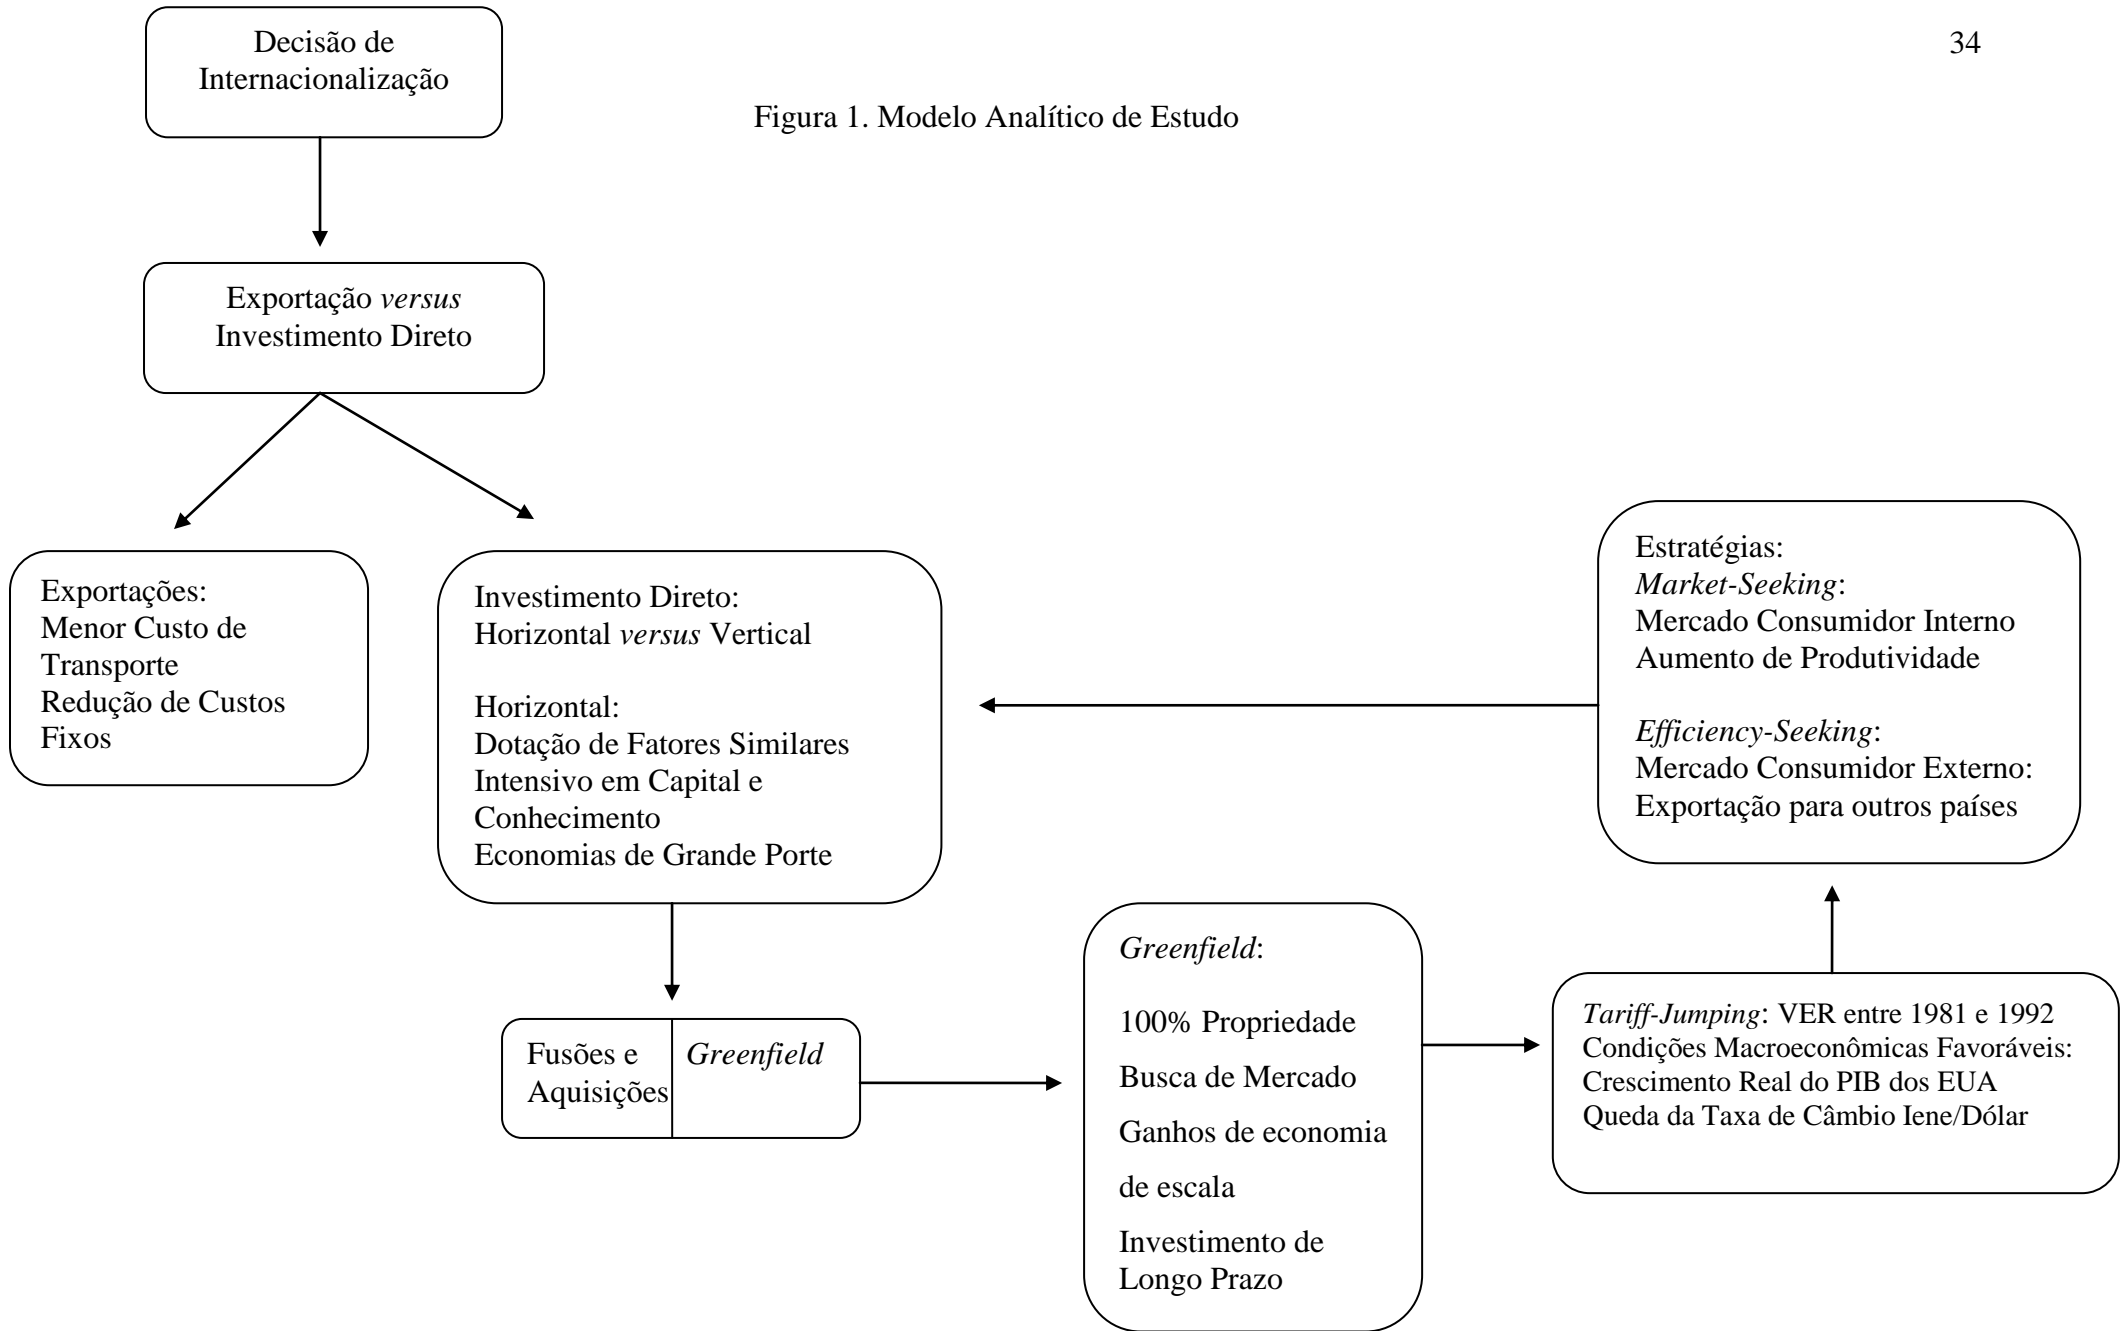 34
Figura 1. Modelo Analítico de Estudo
Decisão de
Internacionalização
Exportação versus
Investimento Direto
Exportações:
Menor Custo de
Transporte
Redução de Custos
Fixos
Investimento Direto:
Horizontal versus Vertical
Horizontal:
Dotação de Fatores Similares
Intensivo em Capital e
Conhecimento
Economias de Grande Porte
Fusões e
Aquisições
Greenfield
Greenfield:
100% Propriedade
Busca de Mercado
Ganhos de economia
de escala
Investimento de
Longo Prazo
Tariff-Jumping: VER entre 1981 e 1992
Condições Macroeconômicas Favoráveis:
Crescimento Real do PIB dos EUA
Queda da Taxa de Câmbio Iene/Dólar
Estratégias:
Market-Seeking:
Mercado Consumidor Interno
Aumento de Produtividade
Efficiency-Seeking:
Mercado Consumidor Externo:
Exportação para outros países